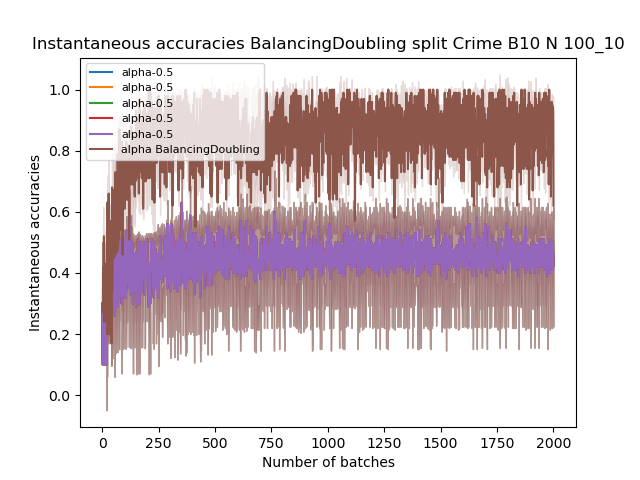 Instantaneous accuracies BalancingDoubling split Crime B10 N 100_10
alpha-0.5
alpha-0.5
alpha-0.5
alpha-0.5
alpha-0.5
alpha BalancingDoubling
Instantaneous accuracies
1.0
0.8
0.6
0.4
0.2
0.0
0 250 500 750 1000 1250 1500 1750 2000
Number of batches